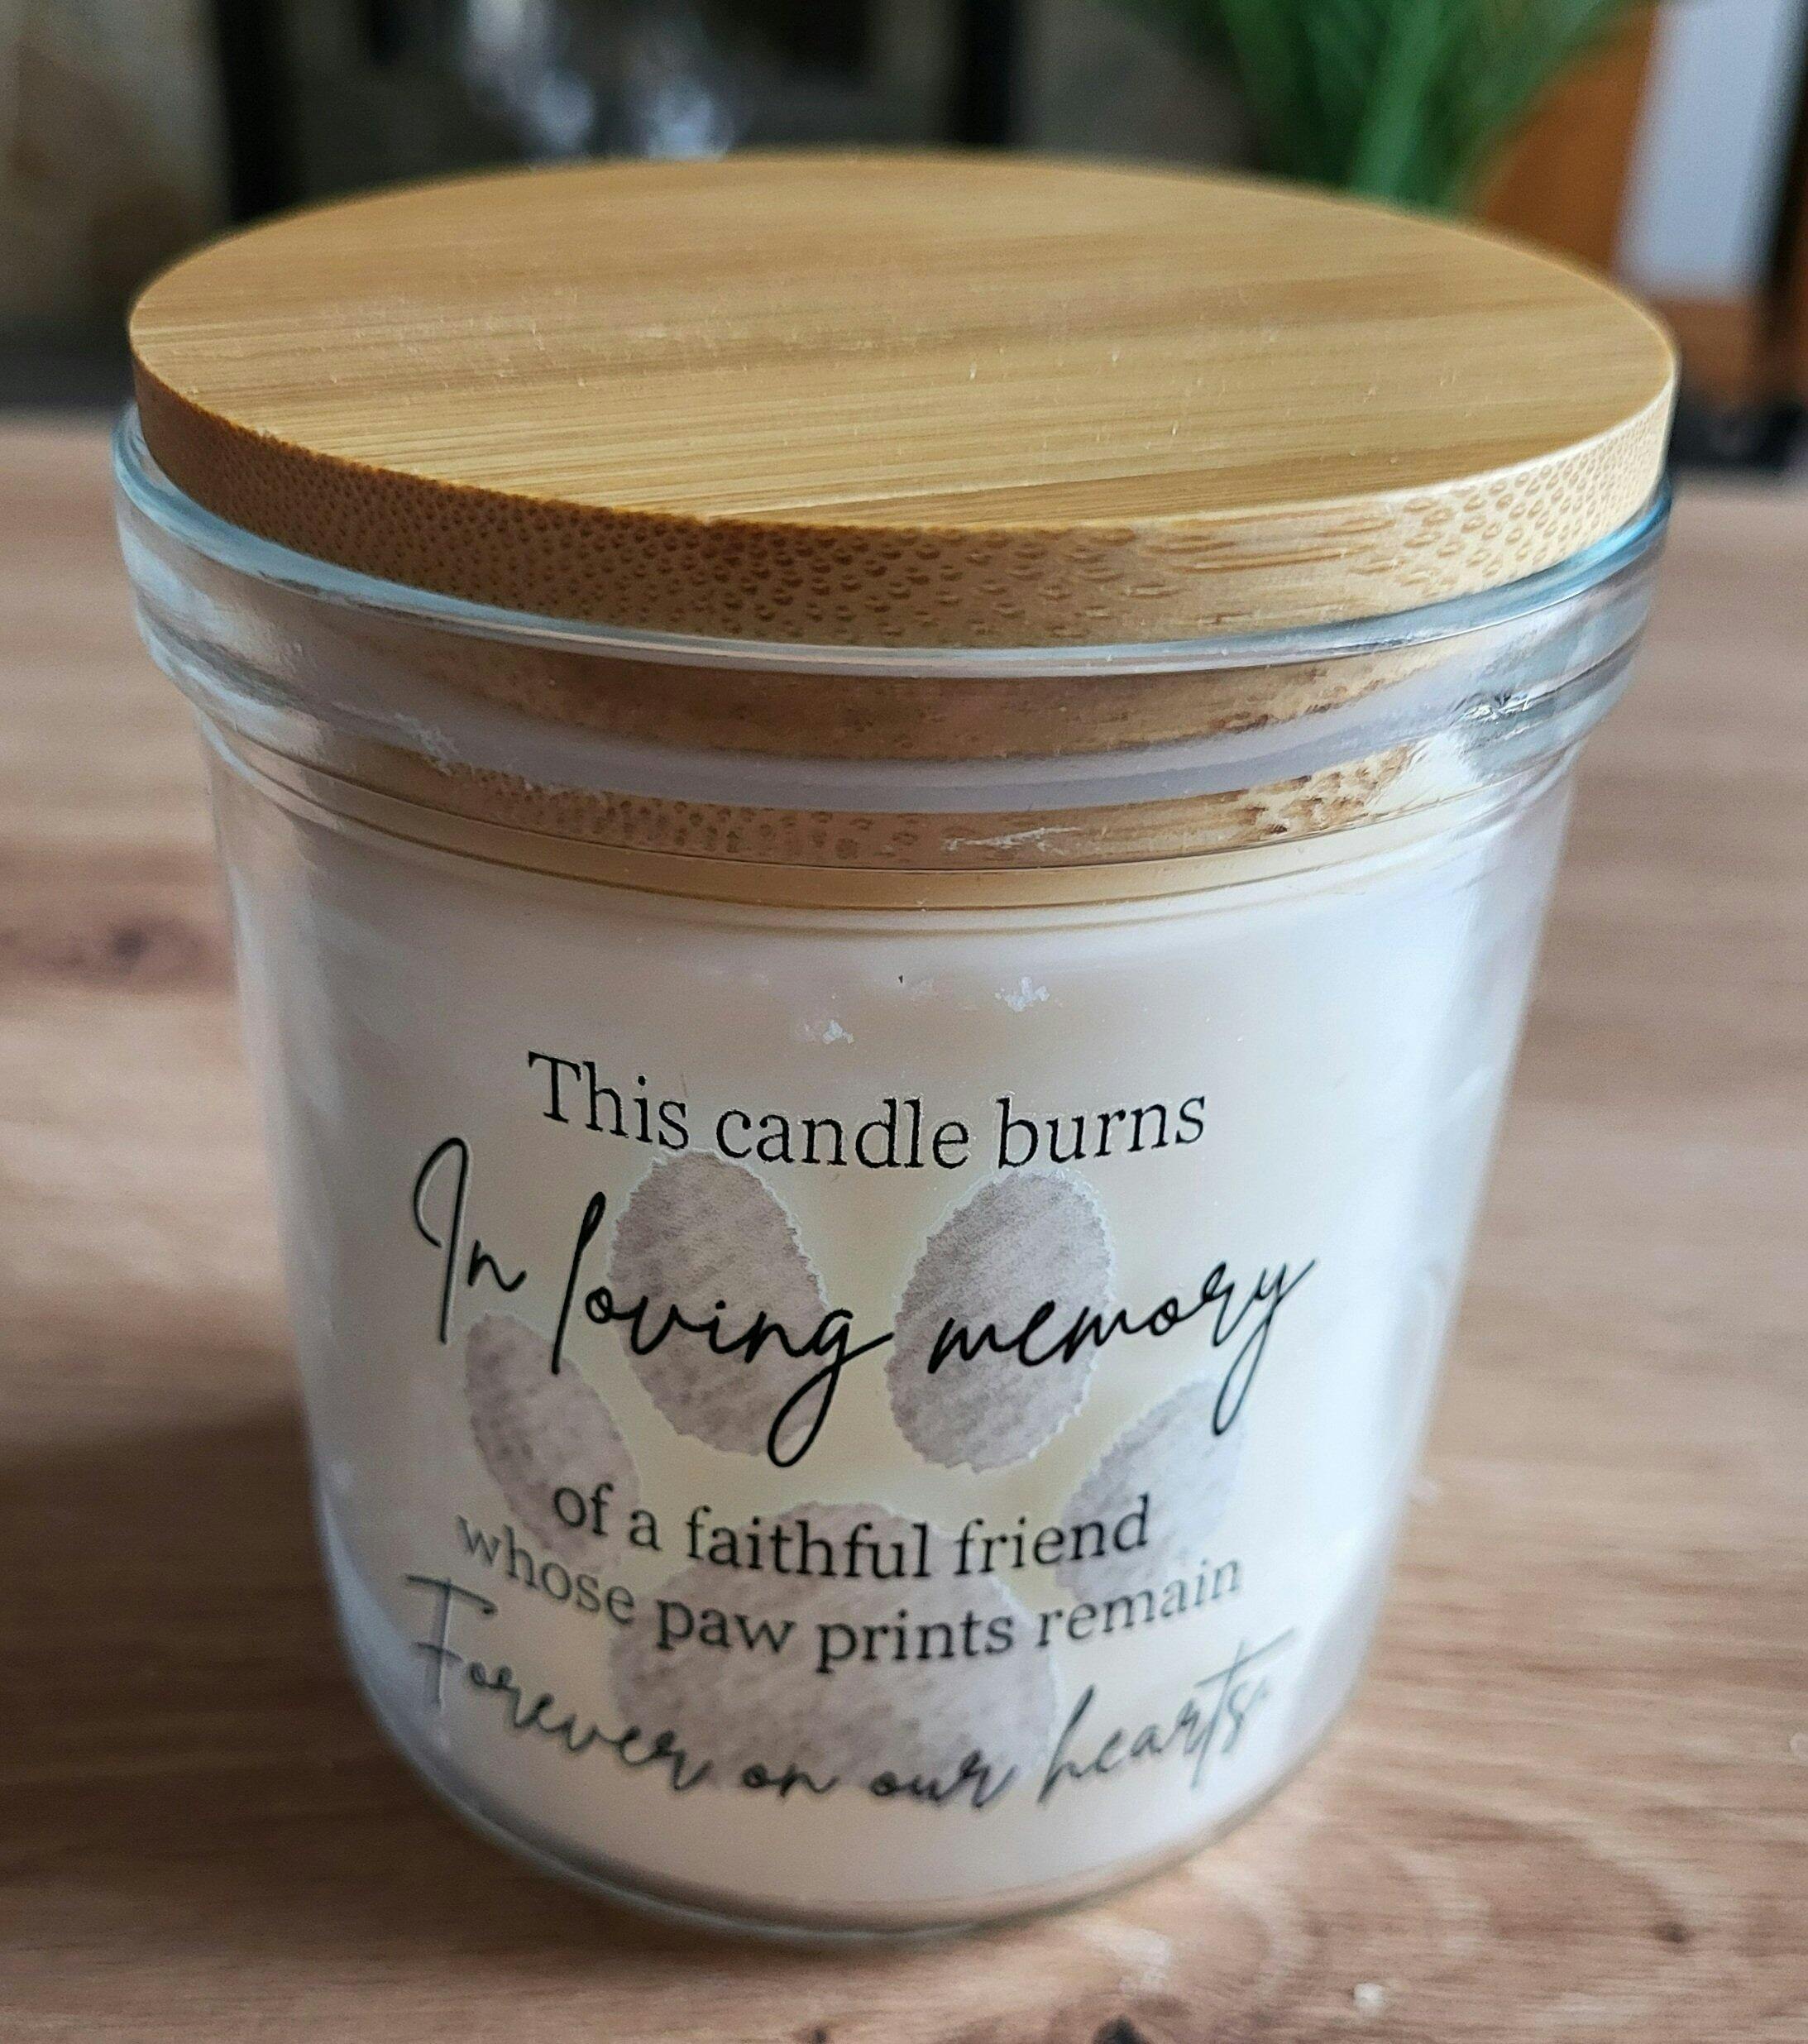 This candle burns
In loving memory
of a faithful friend
whose paw prints remain
Forever on our hearts